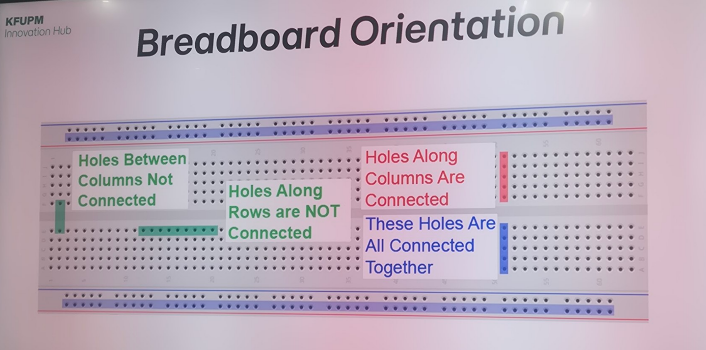 KFUPM
Innovation Hub
Breadboard Orientation
Holes Between
Columns Not
Connected
Holes Along
Rows are NOT
Connected
Holes Along
Columns Are
Connected
These Holes Are
All Connected
Together